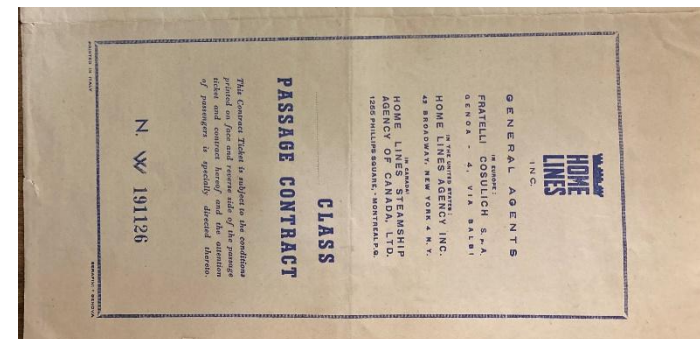 HOME
LINES
INC.
GENERAL AGENTS
IN EUROPE:
FRATELLI COSULICH S.p.A.
GENOA - 4, VIA BALBI
IN THE UNITED STATES:
HOME LINES AGENCY INC.
42 BROADWAY, NEW YORK 4 N.Y.
IN CANADA:
HOME LINES STEAMSHIP
AGENCY OF CANADA, LTD.
1255 PHILLIPS SQUARE, - MONTREAL P.Q.
CLASS
PASSAGE CONTRACT
This Contract Ticket is subject to the conditions
printed on face and reverse side of the passage
ticket and contract hereof and the attention
of passengers is specially directed thereto.
N. W 191126
PRINTED IN ITALY
SERAFINI - GENOVA